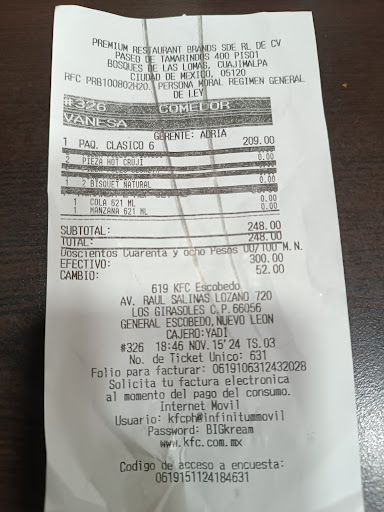 PREMIUM RESTAURANT BRANDS SDE RL DE CV
PASEO DE TAMARINDOS 400 PISO1
BOSQUES DE LAS LOMAS, CUAJIMALPA
CIUDAD DE MEXICO, 05120
RFC PRB100802H20. PERSONA MORAL REGIMEN GENERAL
DE LEY
#326 COMEDOR
VANESA
GERENTE: ADRIA
1 PAQ. CLASICO 6 209.00
0.00
2 PIEZA HOT CRUJI 0.00
0.00
2 BISQUET NATURAL 0.00
1 COLA 621 ML 0.00
1 MANZANA 621 ML 0.00
SUBTOTAL: 248.00
TOTAL: 248.00
Doscientos Cuarenta y ocho Pesos 00/100 M.N.
EFECTIVO: 300.00
CAMBIO: 52.00
619 KFC Escobedo
AV. RAUL SALINAS LOZANO 720
LOS GIRASOLES C.P.66056
GENERAL ESCOBEDO,NUEVO LEON
CAJERO:YADI
#326 18:46 NOV.15'24 TS.03
No. de Ticket Unico: 631
Folio para facturar: 0619106312432028
Solicita tu factura electronica
al momento del pago del consumo.
Internet Movil
Usuario: kfcph@infinitummovil
Password: BIGkream
www.kfc.com.mx
Codigo de acceso a encuesta:
0619151124184631